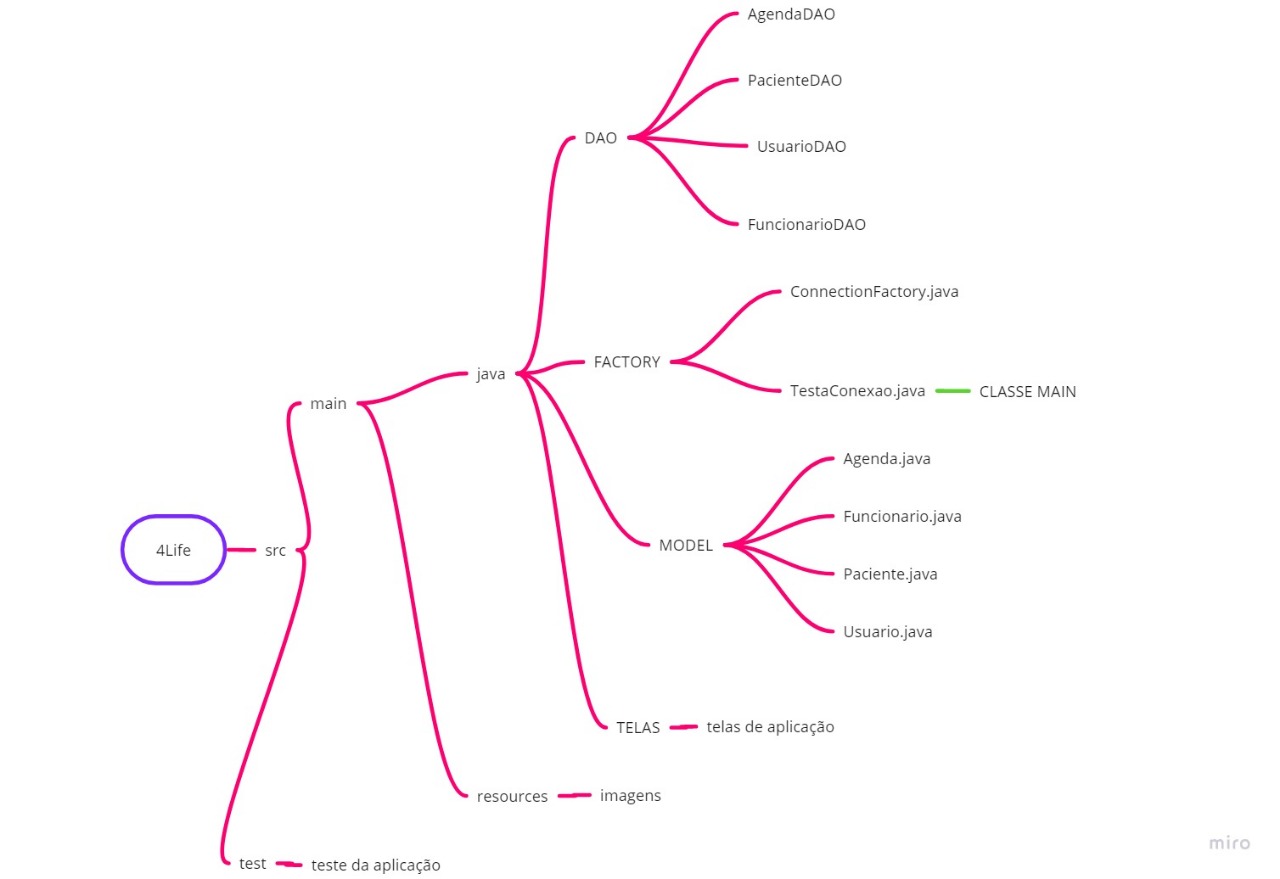 AgendaDAO
PacienteDAO
DAO
UsuarioDAO
FuncionarioDAO
ConnectionFactory.java
FACTORY
java
TestaConexao.java
CLASSE MAIN
main
Agenda.java
Funcionario.java
MODEL
4Life
src
Paciente.java
Usuario.java
TELAS
telas de aplicação
resources
imagens
miro
test
teste da aplicação